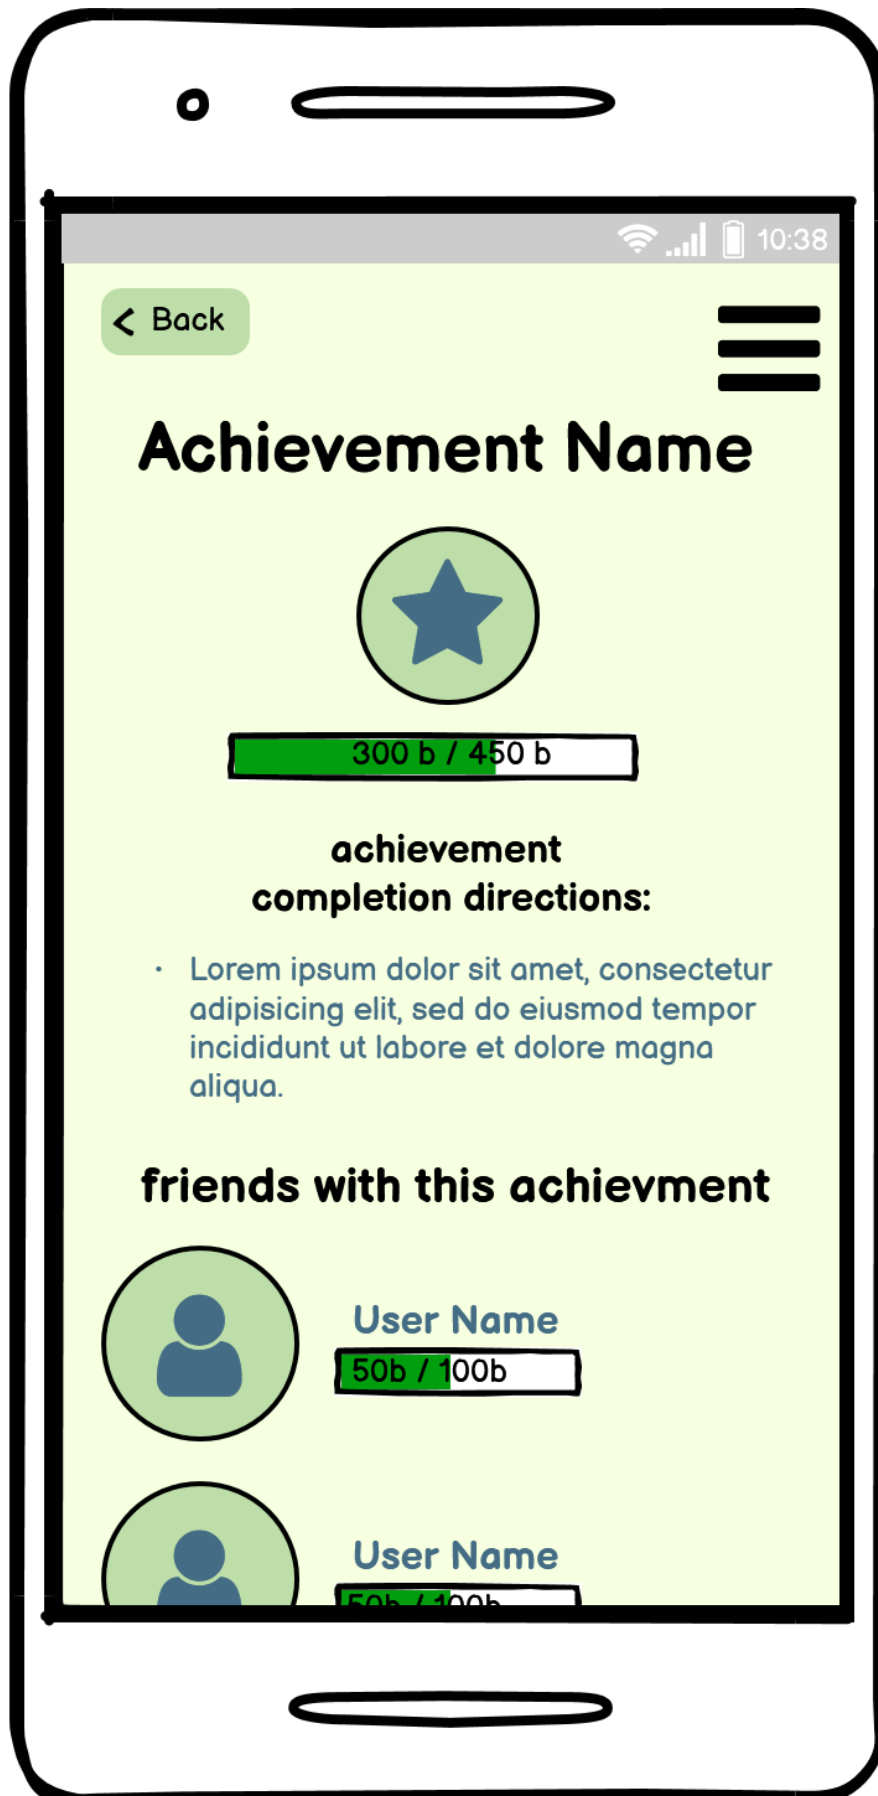 10:38
Back
Achievement Name
300 b / 450 b
achievement
completion directions:
· Lorem ipsum dolor sit amet, consectetur
adipisicing elit, sed do eiusmod tempor
incididunt ut labore et dolore magna
aliqua.
friends with this achievment
User Name
50b / 100b
User Name
50b / 100b